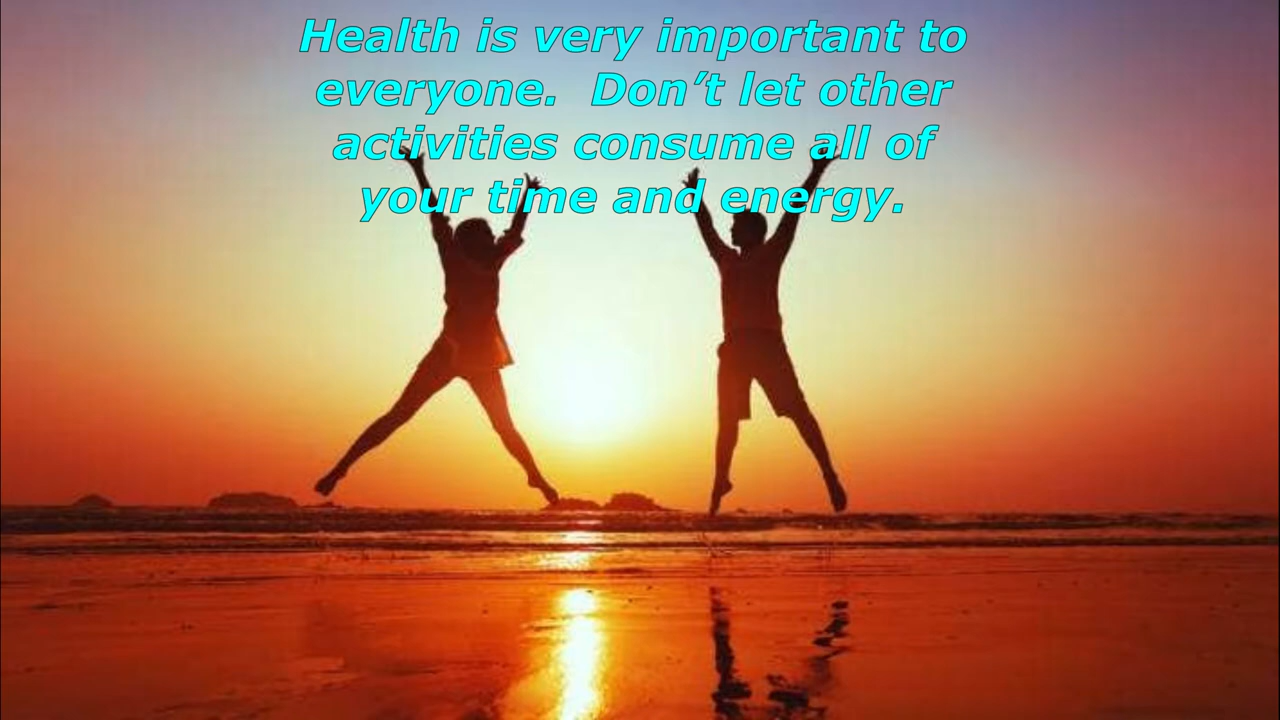 Health is very important to
everyone.  Don’t let other
activities consume all of
your time and energy.